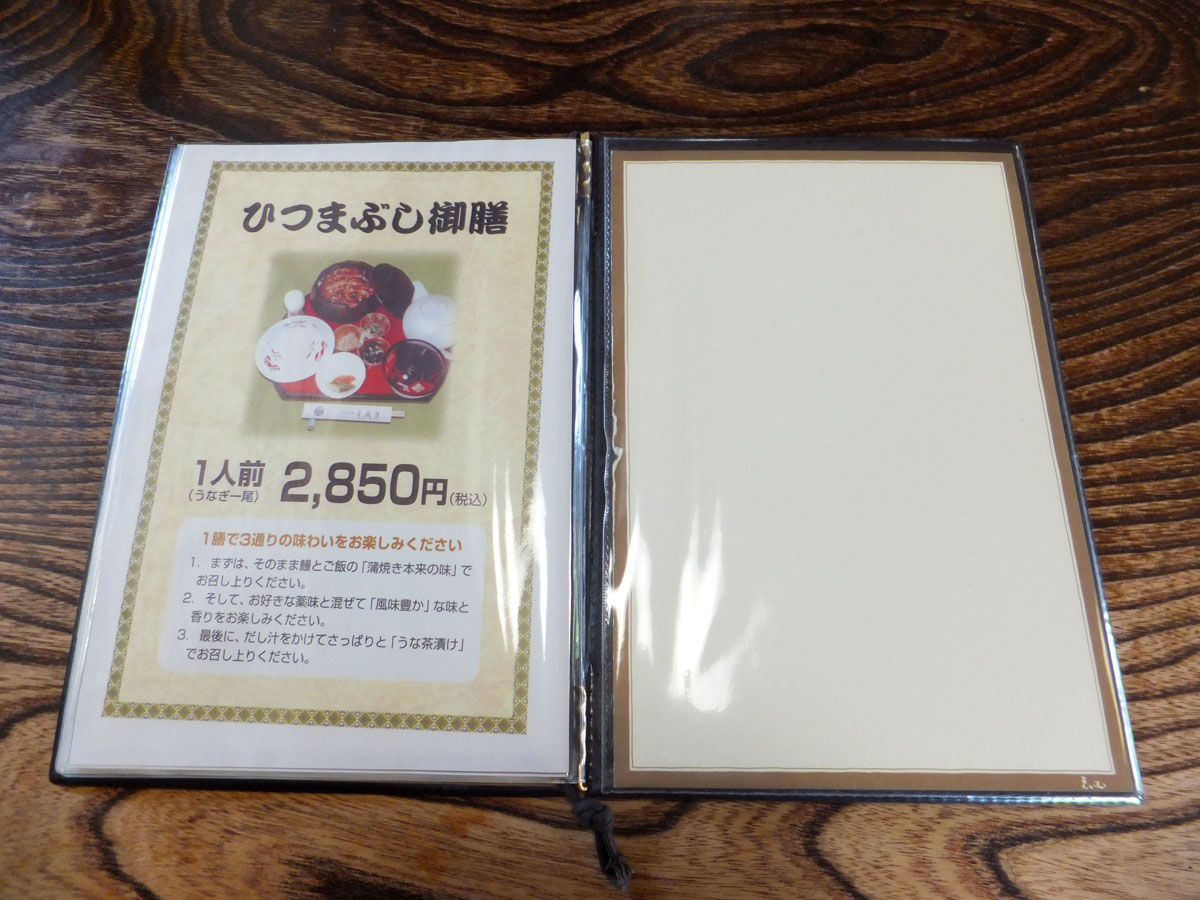 ひつまぶし御膳
1人前 2,850円(税込)
(うなぎ一尾)
1膳で3通りの味わいをお楽しみください
1. まずは、そのまま鰻とご飯の「蒲焼き本来の味」で
お召し上りください。
2. そして、お好きな薬味と混ぜて「風味豊か」な味と
香りをお楽しみください。
3. 最後に、だし汁をかけてさっぱりと「うな茶漬け」
でお召し上りください。